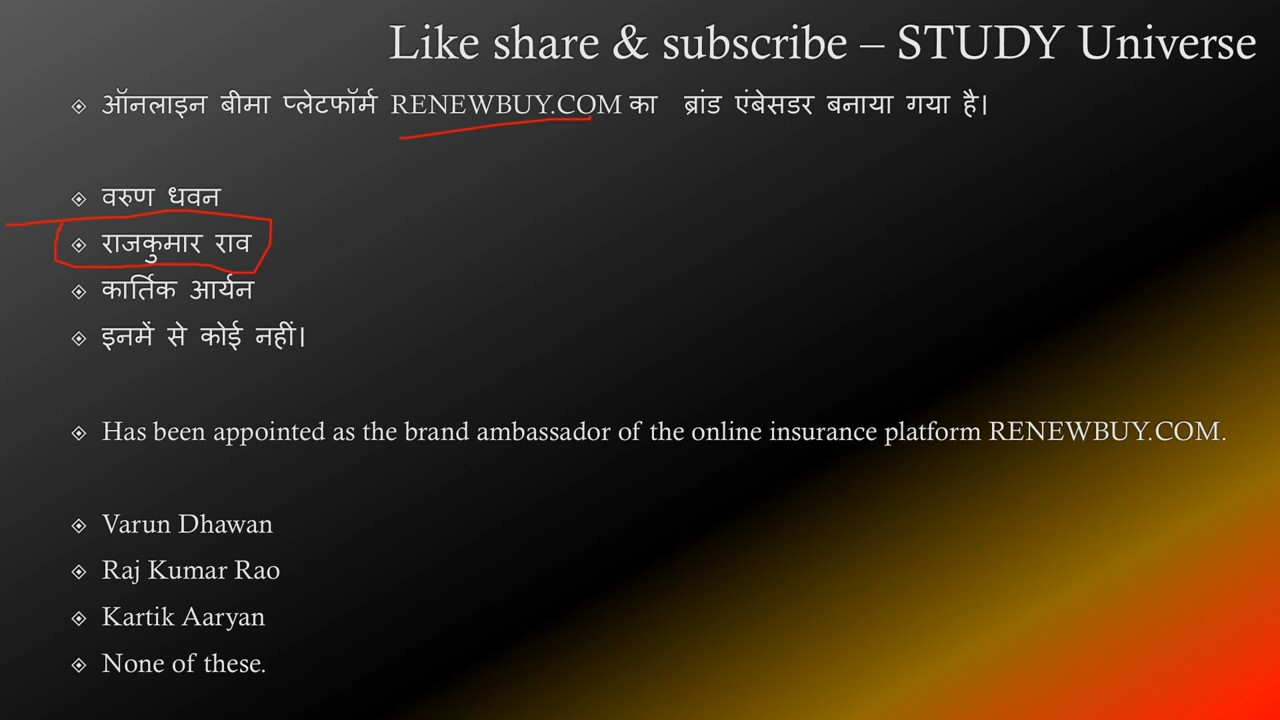 Like share & subscribe – STUDY Universe
ऑनलाइन बीमा प्लेटफॉर्म RENEWBUY.COM का ब्रांड एंबेसडर बनाया गया है।
वरुण धवन
राजकुमार राव
कार्तिक आर्यन
इनमें से कोई नहीं।
Has been appointed as the brand ambassador of the online insurance platform RENEWBUY.COM.
Varun Dhawan
Raj Kumar Rao
Kartik Aaryan
None of these.